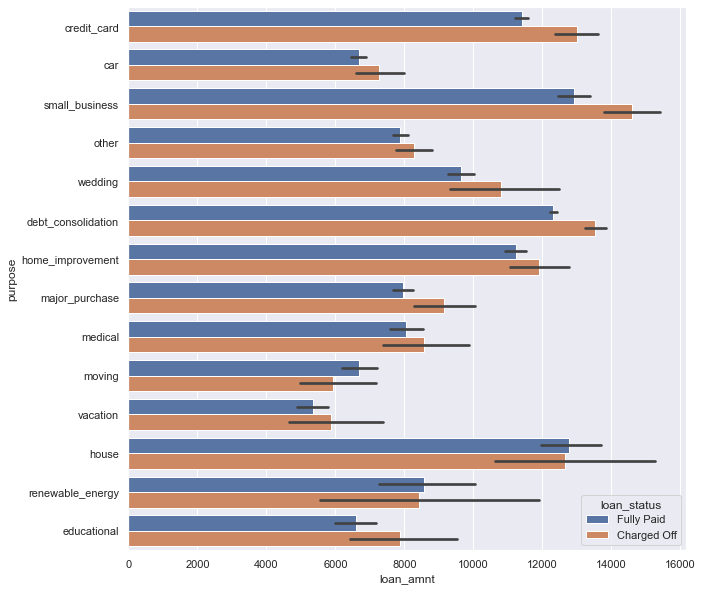 credit_card
car
small_business
other
wedding
debt_consolidation
home_improvement
major_purchase
medical
moving
vacation
house
renewable_energy
educational
purpose
0 2000 4000 6000 8000 10000 12000 14000 16000
loan_amnt
loan_status
Fully Paid
Charged Off